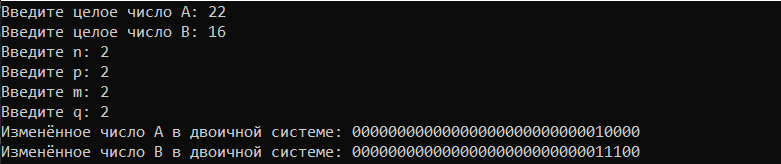 Введите целое число A: 22
Введите целое число B: 16
Введите n: 2
Введите p: 2
Введите m: 2
Введите q: 2
Изменённое число A в двоичной системе: 00000000000000000000000000010000
Изменённое число B в двоичной системе: 00000000000000000000000000011100